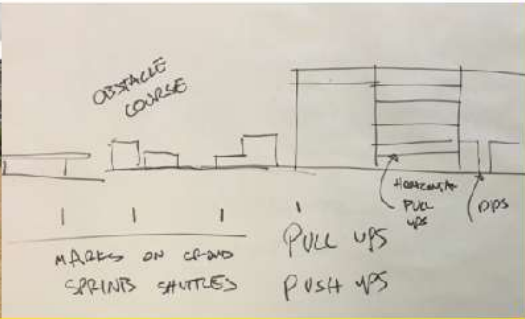 OBSTACLE
COURSE
HORIZONTAL
PULL
UPS
DIPS
MARKS ON GROUND
SPRINTS SHUTTLES
PULL UPS
PUSH UPS